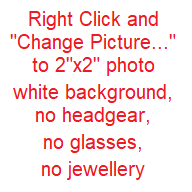 Right Click and
"Change Picture..."
to 2"x2" photo
white background,
no headgear,
no glasses,
no jewellery